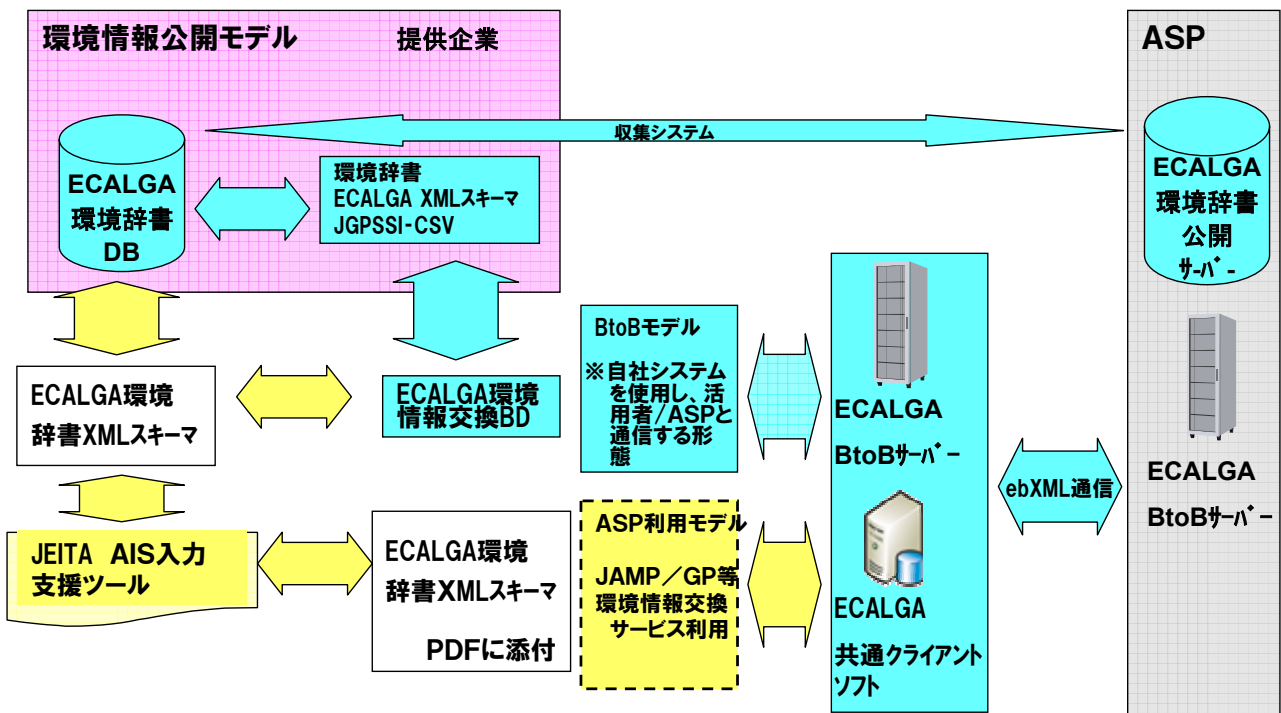 環境情報公開モデル
提供企業
ASP
収集システム
ECALGA
環境辞書
DB
環境辞書
ECALGA XMLスキーマ
JGPSSI-CSV
ECALGA
環境辞書
公開
ｻｰﾊﾞｰ
BtoBモデル
※自社システム
を使用し、活
用者/ASPと
通信する形
態
ECALGA環境
辞書XMLスキーマ
ECALGA環境
情報交換BD
ECALGA
BtoBｻｰﾊﾞｰ
ebXML通信
ECALGA
BtoBｻｰﾊﾞｰ
JEITA AIS入力
支援ツール
ECALGA環境
辞書XMLスキーマ
PDFに添付
ASP利用モデル
JAMP／GP等
環境情報交換
サービス利用
ECALGA
共通クライアント
ソフト